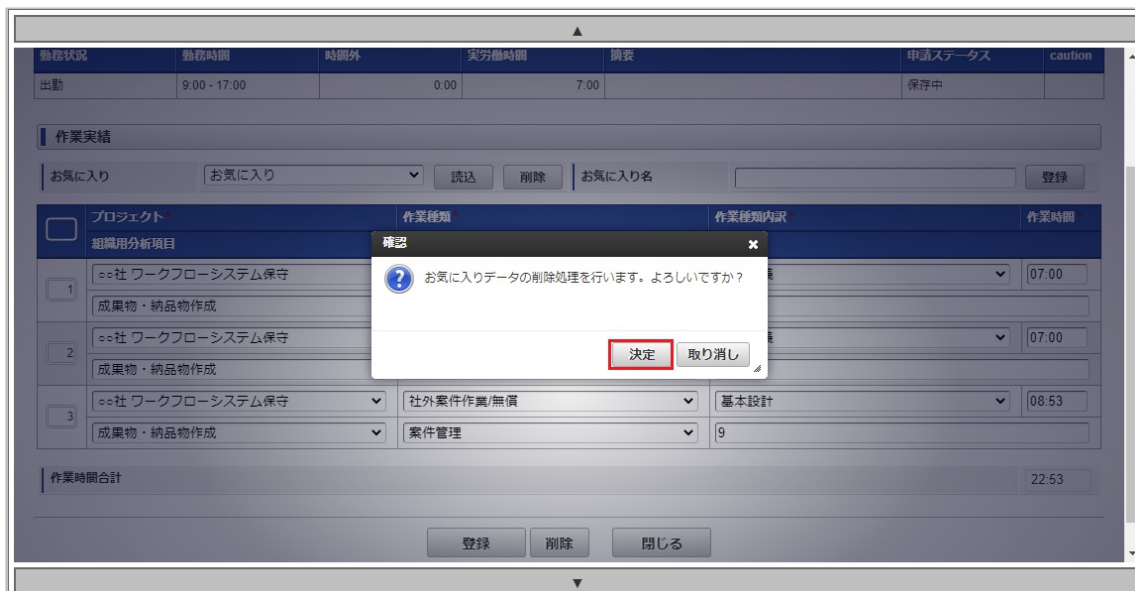 ▲
勤務状況 勤務時間 時間外 実労働時間 摘要 申請ステータス caution
出勤 9:00 - 17:00 0:00 7:00 保存中
作業実績
お気に入り お気に入り 読込 削除 お気に入り名 登録
プロジェクト* 作業種類* 作業種類内訳* 作業時間*
組織用分析項目
確認
お気に入りデータの削除処理を行います。よろしいですか?
決定 取り消し
1 ○○社 ワークフローシステム保守 07:00
成果物・納品物作成
2 ○○社 ワークフローシステム保守 07:00
成果物・納品物作成
3 ○○社 ワークフローシステム保守 社外案件作業/無償 基本設計 08:53
成果物・納品物作成 案件管理 9
作業時間合計 22:53
登録 削除 閉じる
▼